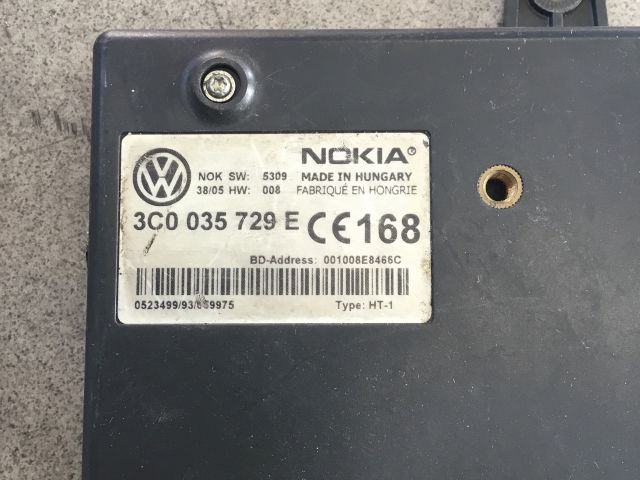 NOKIA
NOK SW: 5309 MADE IN HUNGARY
38/05 HW: 008 FABRIQUÉ EN HONGRIE
3C0 035 729 E CE168
BD-Address: 001008E8466C
Type: HT-1